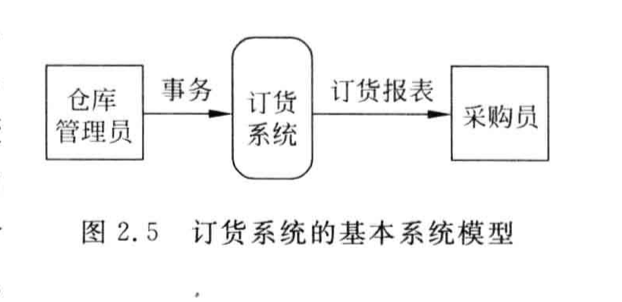 仓库
管理员
事务
订货
系统
订货报表
采购员
图 2.5 订货系统的基本系统模型